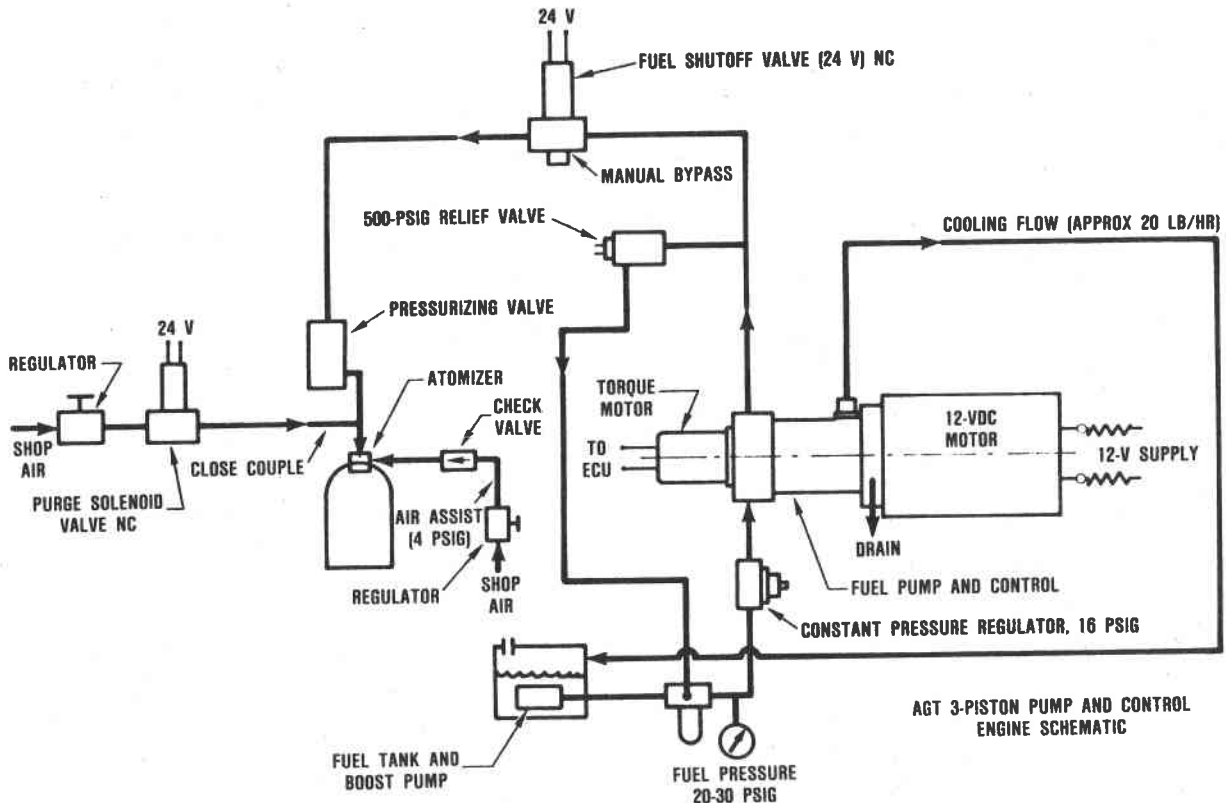 24 V
FUEL SHUTOFF VALVE (24 V) NC
MANUAL BYPASS
500-PSIG RELIEF VALVE
COOLING FLOW (APPROX 20 LB/HR)
PRESSURIZING VALVE
24 V
REGULATOR
ATOMIZER
CHECK
VALVE
TORQUE
MOTOR
12-VDC
MOTOR
TO
ECU
12-V SUPPLY
SHOP
AIR
CLOSE COUPLE
PURGE SOLENOID
VALVE NC
AIR ASSIST
(4 PSIG)
DRAIN
REGULATOR
SHOP
AIR
FUEL PUMP AND CONTROL
CONSTANT PRESSURE REGULATOR, 16 PSIG
AGT 3-PISTON PUMP AND CONTROL
ENGINE SCHEMATIC
FUEL TANK AND
BOOST PUMP
FUEL PRESSURE
20-30 PSIG